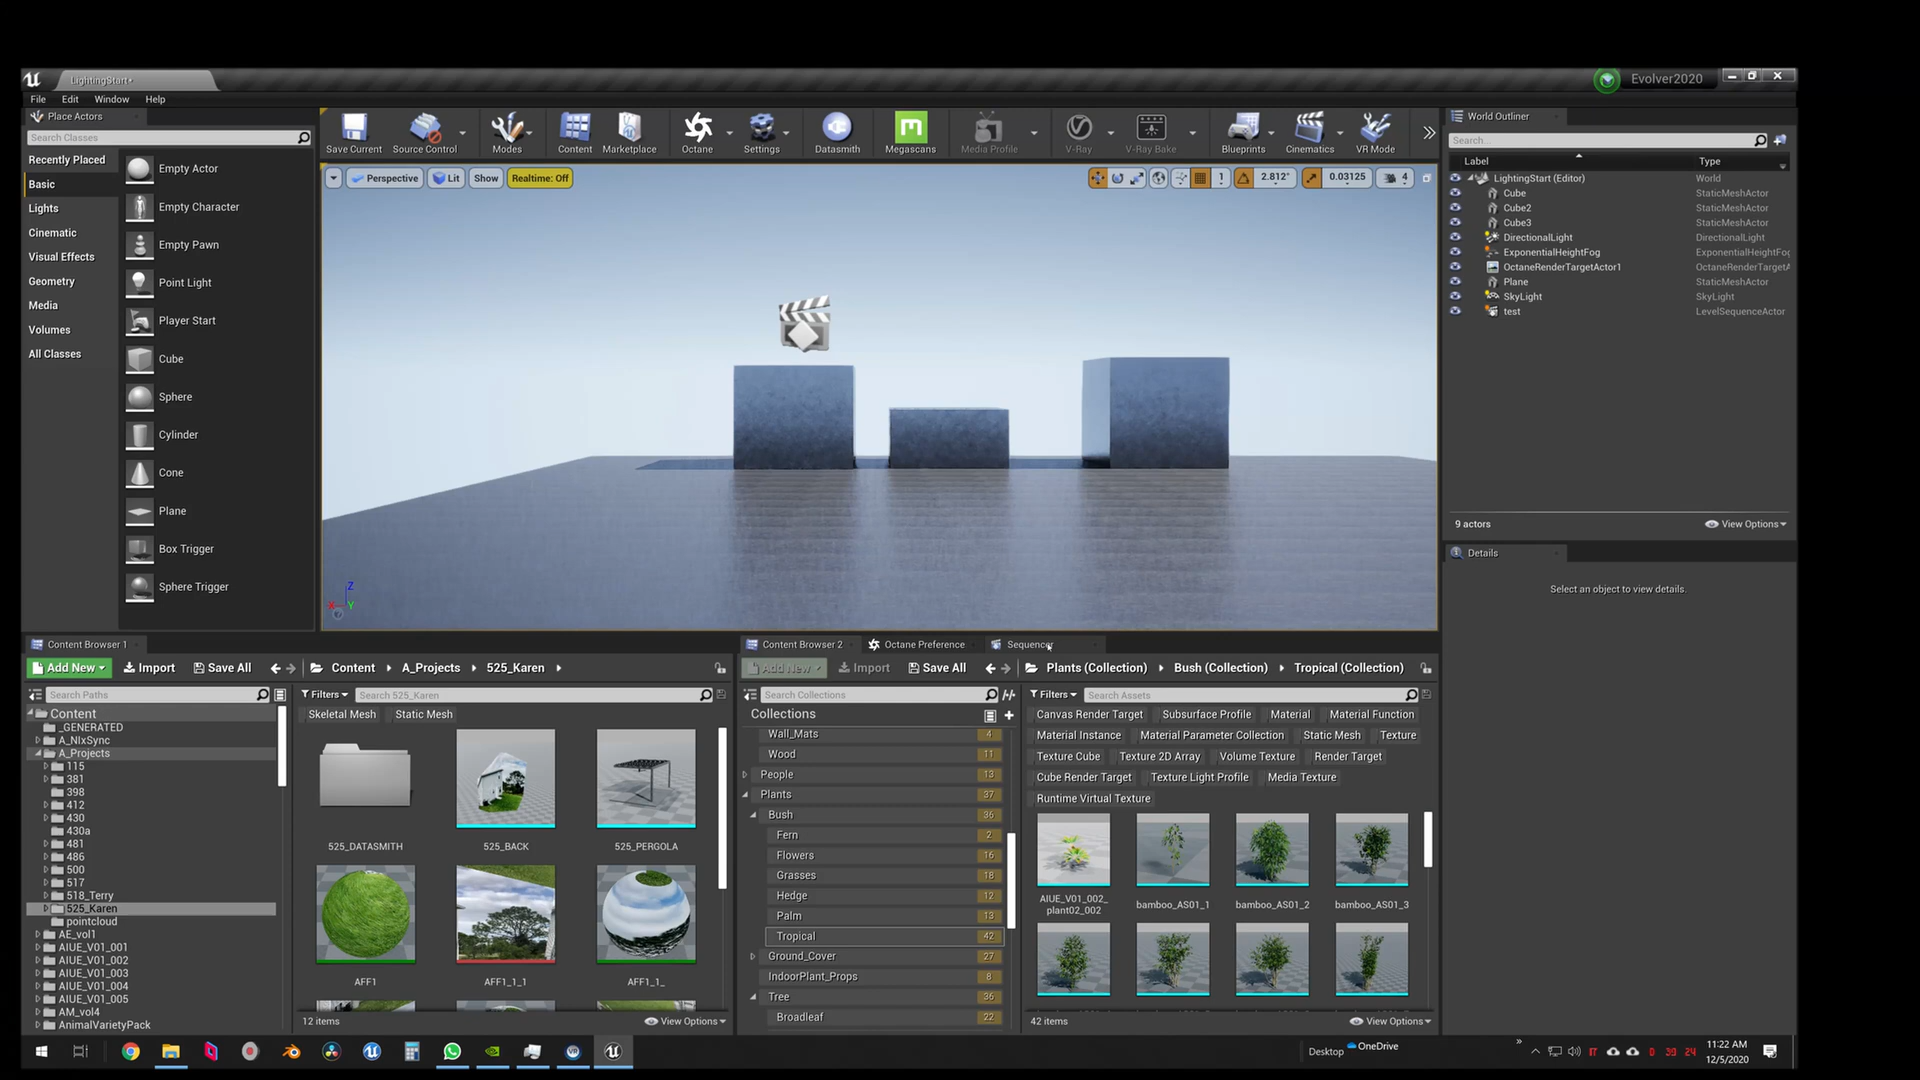 LightingStart*
Evolver2020
File Edit Window Help
Place Actors
Search Classes
Recently Placed
Basic
Lights
Cinematic
Visual Effects
Geometry
Media
Volumes
All Classes
Empty Actor
Empty Character
Empty Pawn
Point Light
Player Start
Cube
Sphere
Cylinder
Cone
Plane
Box Trigger
Sphere Trigger
Save Current Source Control Modes Content Marketplace Octane Settings Datasmith Megascans Media Profile V-Ray V-Ray Bake Blueprints Cinematics VR Mode
Perspective Lit Show Realtime: Off 1 2.812° 0.03125 4
Z
X Y
World Outliner
Search...
Label Type
LightingStart (Editor) World
Cube StaticMeshActor
Cube2 StaticMeshActor
Cube3 StaticMeshActor
DirectionalLight DirectionalLight
ExponentialHeightFog ExponentialHeightFog
OctaneRenderTargetActor1 OctaneRenderTargetA
Plane StaticMeshActor
SkyLight SkyLight
test LevelSequenceActor
9 actors View Options
Details
Select an object to view details.
Content Browser 1
Add New Import Save All Content A_Projects 525_Karen
Search Paths
Filters Search 525_Karen
Skeletal Mesh Static Mesh
Content
_GENERATED
A_NIxSync
A_Projects
115
381
398
412
430
430a
481
486
500
517
518_Terry
525_Karen
pointcloud
AE_vol1
AIUE_V01_001
AIUE_V01_002
AIUE_V01_003
AIUE_V01_004
AIUE_V01_005
AM_vol4
AnimalVarietyPack
525_DATASMITH 525_BACK 525_PERGOLA
AFF1 AFF1_1_1 AFF1_1_
12 items View Options
Content Browser 2 Octane Preference Sequencer
Add New Import Save All Plants (Collection) Bush (Collection) Tropical (Collection)
Search Collections
Collections
Wall_Mats 4
Wood 11
People 13
Plants 37
Bush 36
Fern 2
Flowers 16
Grasses 18
Hedge 12
Palm 13
Tropical 42
Ground_Cover 27
IndoorPlant_Props 8
Tree 36
Broadleaf 22
Filters Search Assets
Canvas Render Target Subsurface Profile Material Material Function
Material Instance Material Parameter Collection Static Mesh Texture
Texture Cube Texture 2D Array Volume Texture Render Target
Cube Render Target Texture Light Profile Media Texture
Runtime Virtual Texture
AIUE_V01_002_
plant02_002
bamboo_AS01_1 bamboo_AS01_2 bamboo_AS01_3
42 items View Options
Desktop OneDrive
11:22 AM
12/5/2020